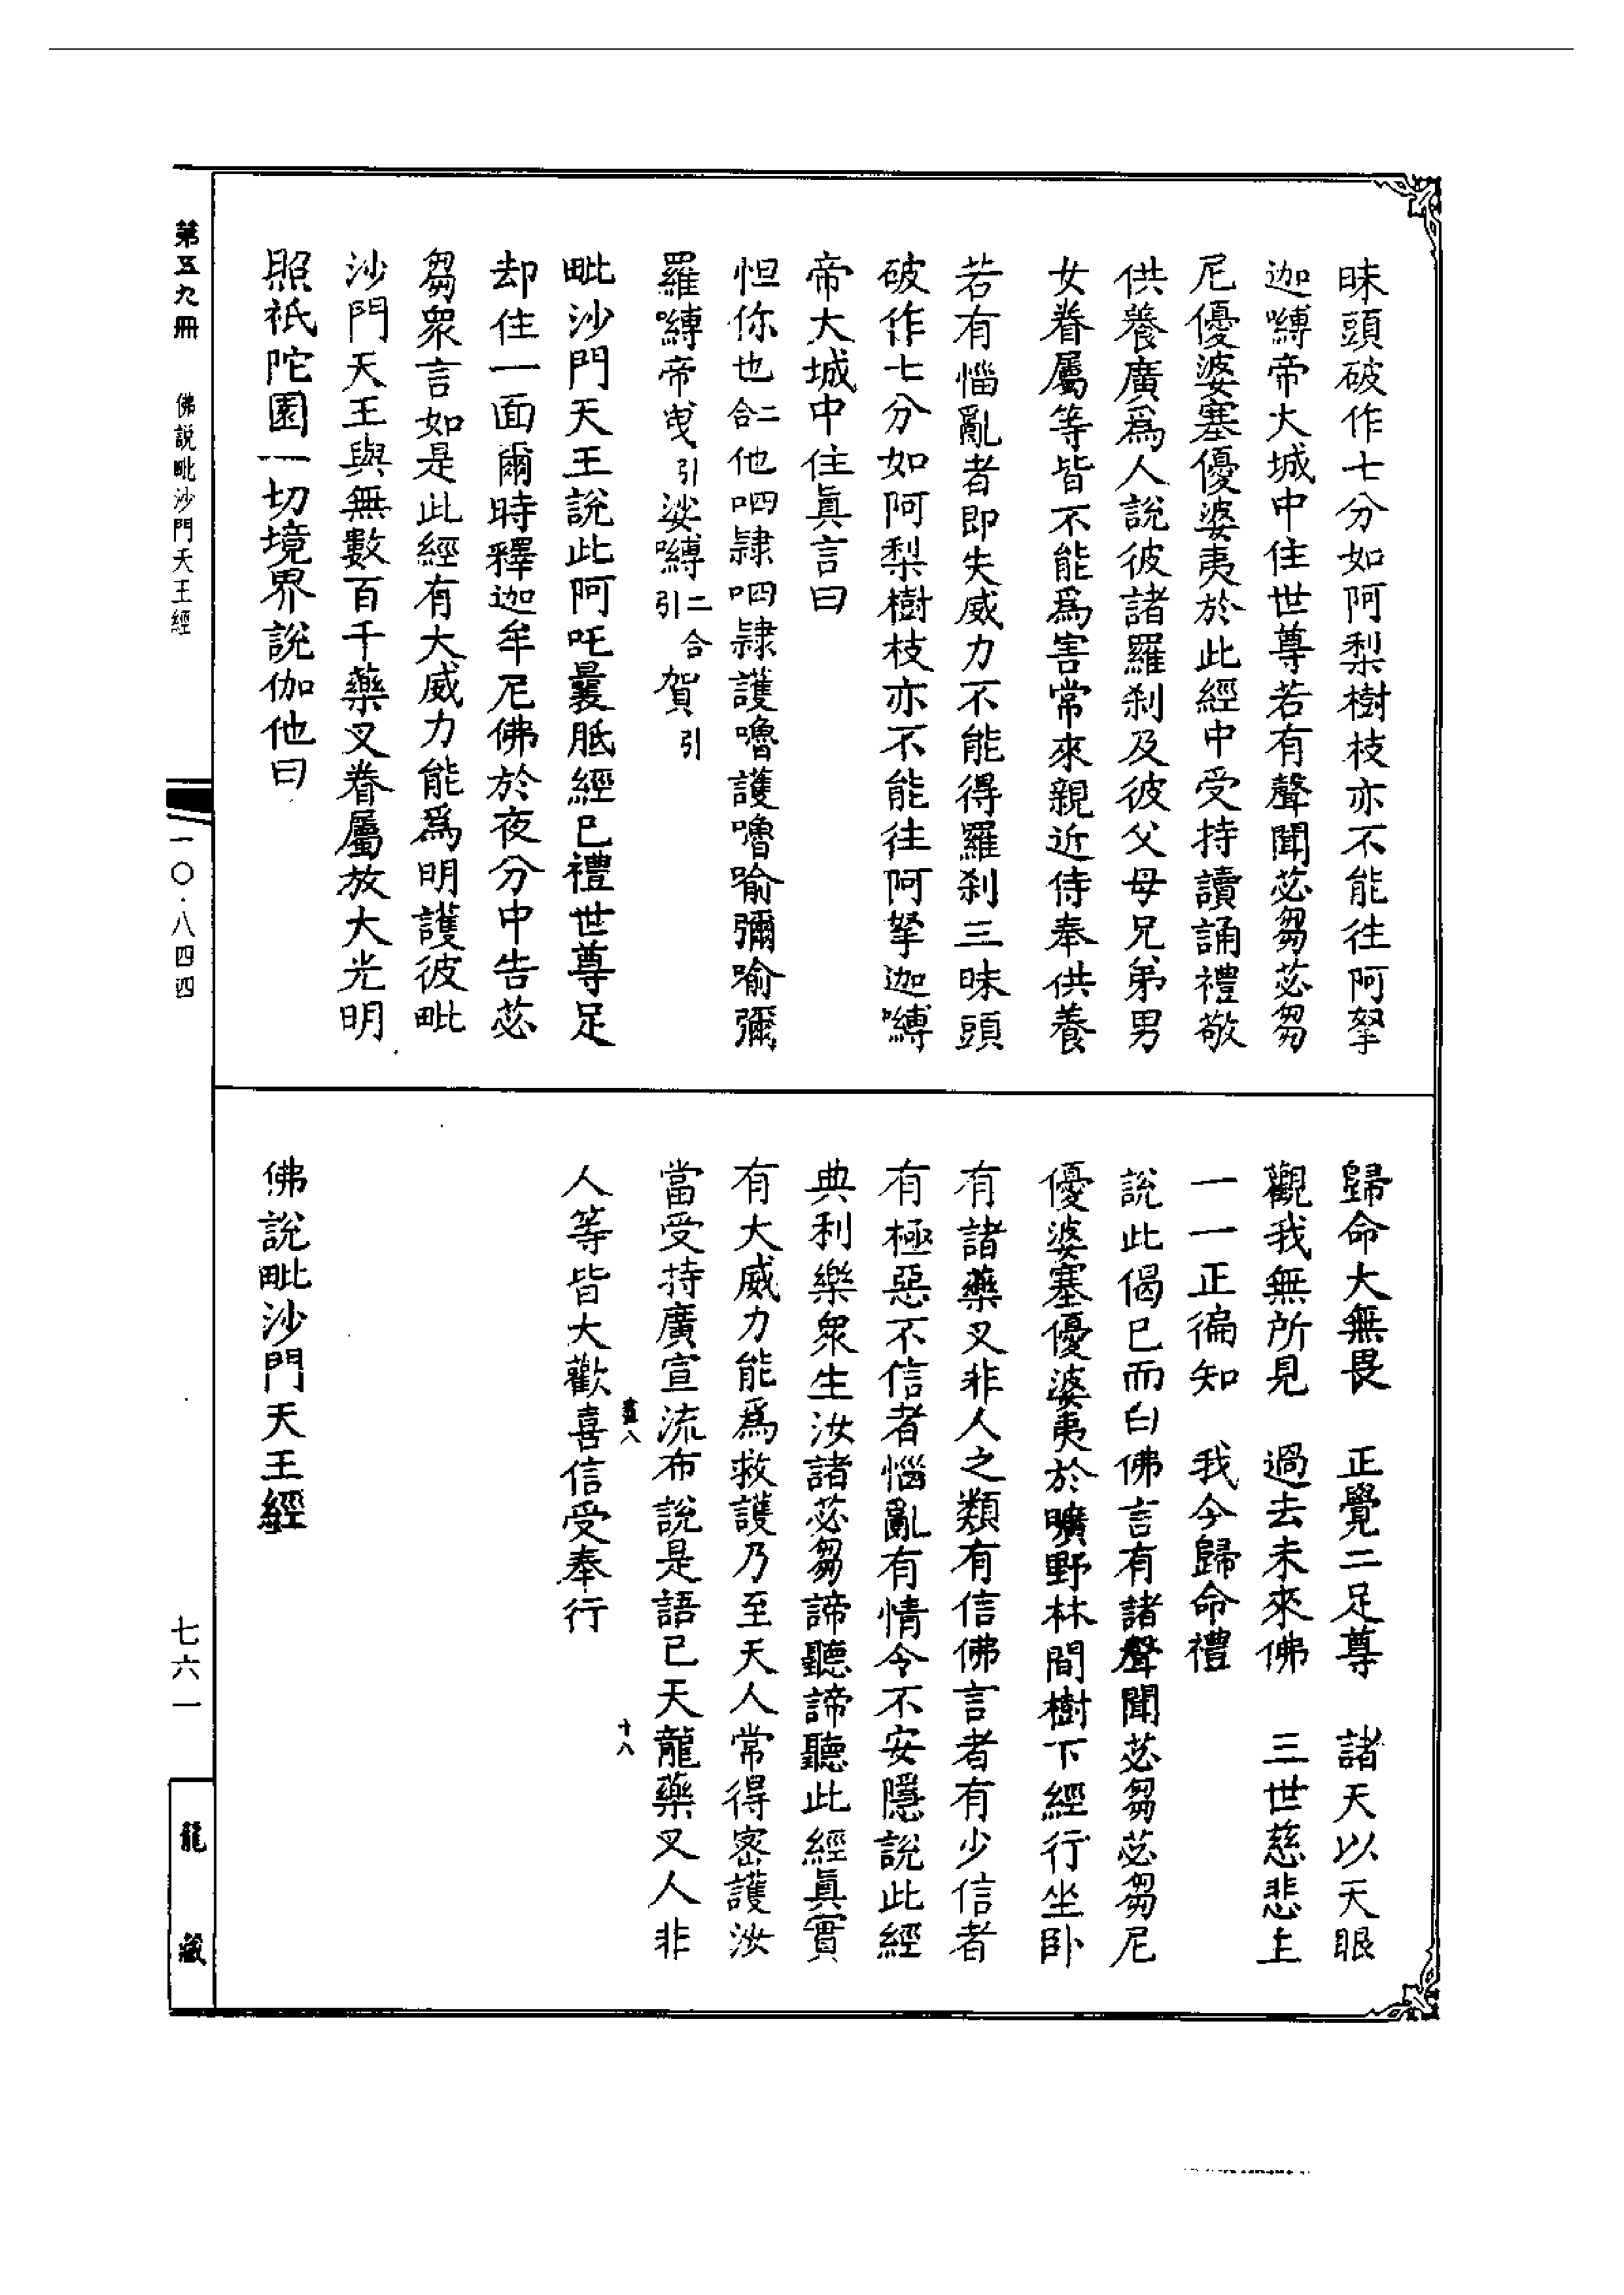 昧頭破作七分如阿梨樹枝亦不能往阿拏
迦嚩帝大城中住世尊若有聲聞苾芻苾芻
尼優婆塞優婆夷於此經中受持讀誦禮敬
供養廣爲人說彼諸羅刹及彼父母兄弟男
女眷屬等皆不能爲害常來親近侍奉供養
若有惱亂者即失威力不能得羅刹三昧頭
破作七分如阿梨樹枝亦不能往阿拏迦嚩
帝大城中住眞言曰
怛你也二合他呬隸呬隸護嚕護嚕喻彌喻彌
羅嚩帝曳引娑嚩二合引賀引
毗沙門天王說此阿吒曩胝經已禮世尊足
却住一面爾時釋迦牟尼佛於夜分中告苾
芻衆言如是此經有大威力能爲明護彼毗
沙門天王與無數百千藥叉眷屬放大光明
照祇陀園一切境界說伽他曰
歸命大無畏　正覺二足尊　諸天以天眼
觀我無所見　過去未來佛　三世慈悲主
一一正徧知　我今歸命禮
說此偈已而白佛言有諸聲聞苾芻苾芻尼
優婆塞優婆夷於曠野林間樹下經行坐卧
有諸藥叉非人之類有信佛言者有少信者
有極惡不信者惱亂有情令不安隱說此經
典利樂衆生汝諸苾芻諦聽諦聽此經眞實
有大威力能爲救護乃至天人常得密護汝
當受持廣宣流布說是語已天龍藥叉人非
八　十八
人等皆大歡喜信受奉行
佛說毗沙門天王經
第五九冊　佛說毗沙門天王經　一〇·八四四　七六一　龍藏